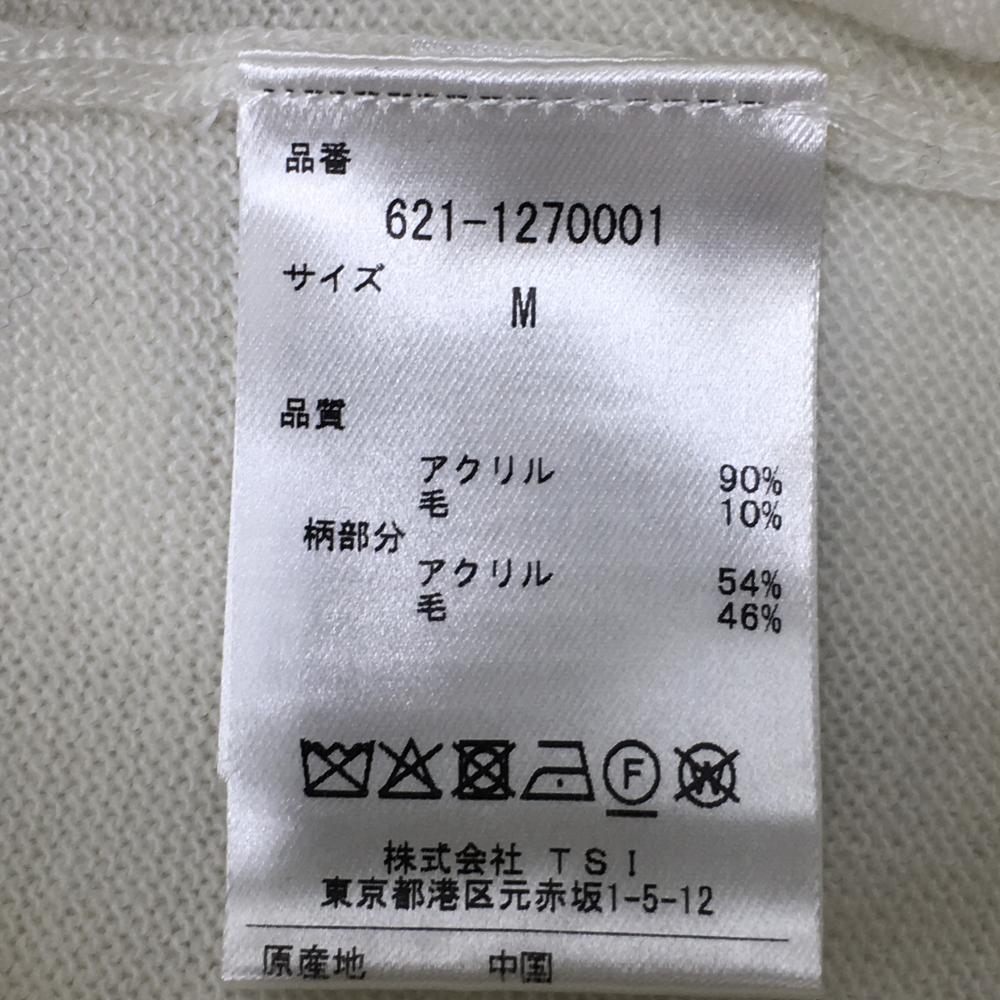 品番
621-1270001
サイズ
M
品質
アクリル 90%
毛 10%
柄部分
アクリル 54%
毛 46%
F
W
株式会社 TSI
東京都港区元赤坂1-5-12
原産地 中国